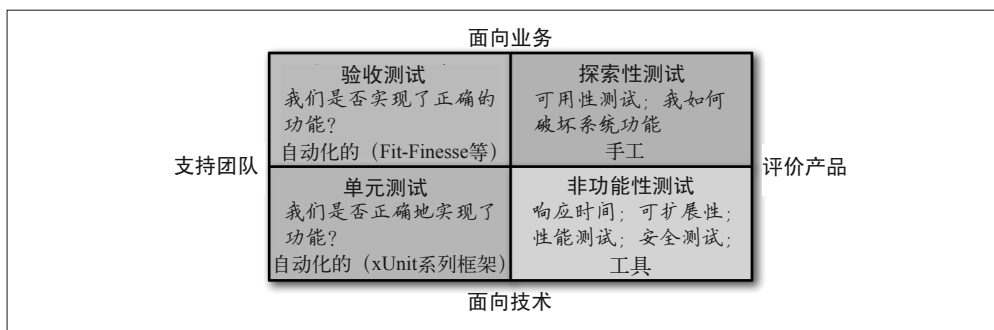 面向业务
验收测试
我们是否实现了正确的
功能?
自动化的（Fit-Finesse等）
探索性测试
可用性测试；我如何
破坏系统功能
手工
支持团队
评价产品
单元测试
我们是否正确地实现了
功能?
自动化的（xUnit系列框架）
非功能性测试
响应时间；可扩展性；
性能测试；安全测试；
工具
面向技术